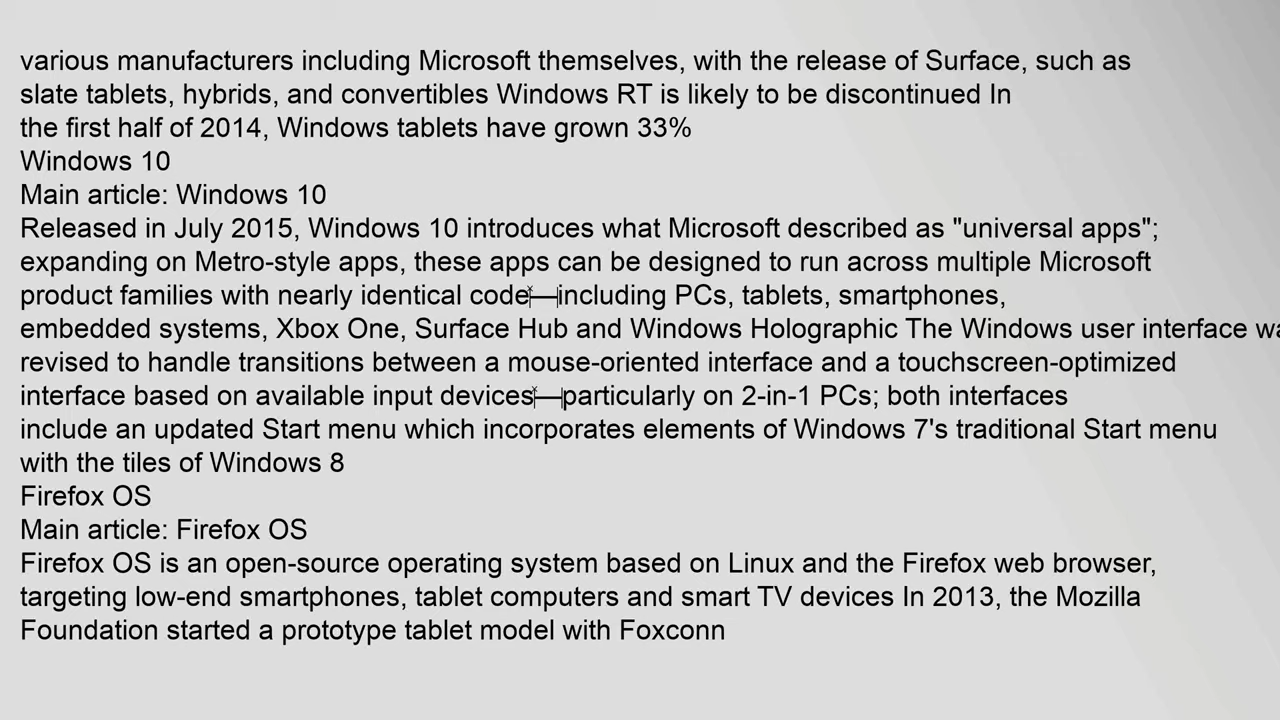 various manufacturers including Microsoft themselves, with the release of Surface, such as
slate tablets, hybrids, and convertibles Windows RT is likely to be discontinued In
the first half of 2014, Windows tablets have grown 33%
Windows 10
Main article: Windows 10
Released in July 2015, Windows 10 introduces what Microsoft described as "universal apps";
expanding on Metro-style apps, these apps can be designed to run across multiple Microsoft
product families with nearly identical code—including PCs, tablets, smartphones,
embedded systems, Xbox One, Surface Hub and Windows Holographic The Windows user interface wa
revised to handle transitions between a mouse-oriented interface and a touchscreen-optimized
interface based on available input devices—particularly on 2-in-1 PCs; both interfaces
include an updated Start menu which incorporates elements of Windows 7's traditional Start menu
with the tiles of Windows 8
Firefox OS
Main article: Firefox OS
Firefox OS is an open-source operating system based on Linux and the Firefox web browser,
targeting low-end smartphones, tablet computers and smart TV devices In 2013, the Mozilla
Foundation started a prototype tablet model with Foxconn